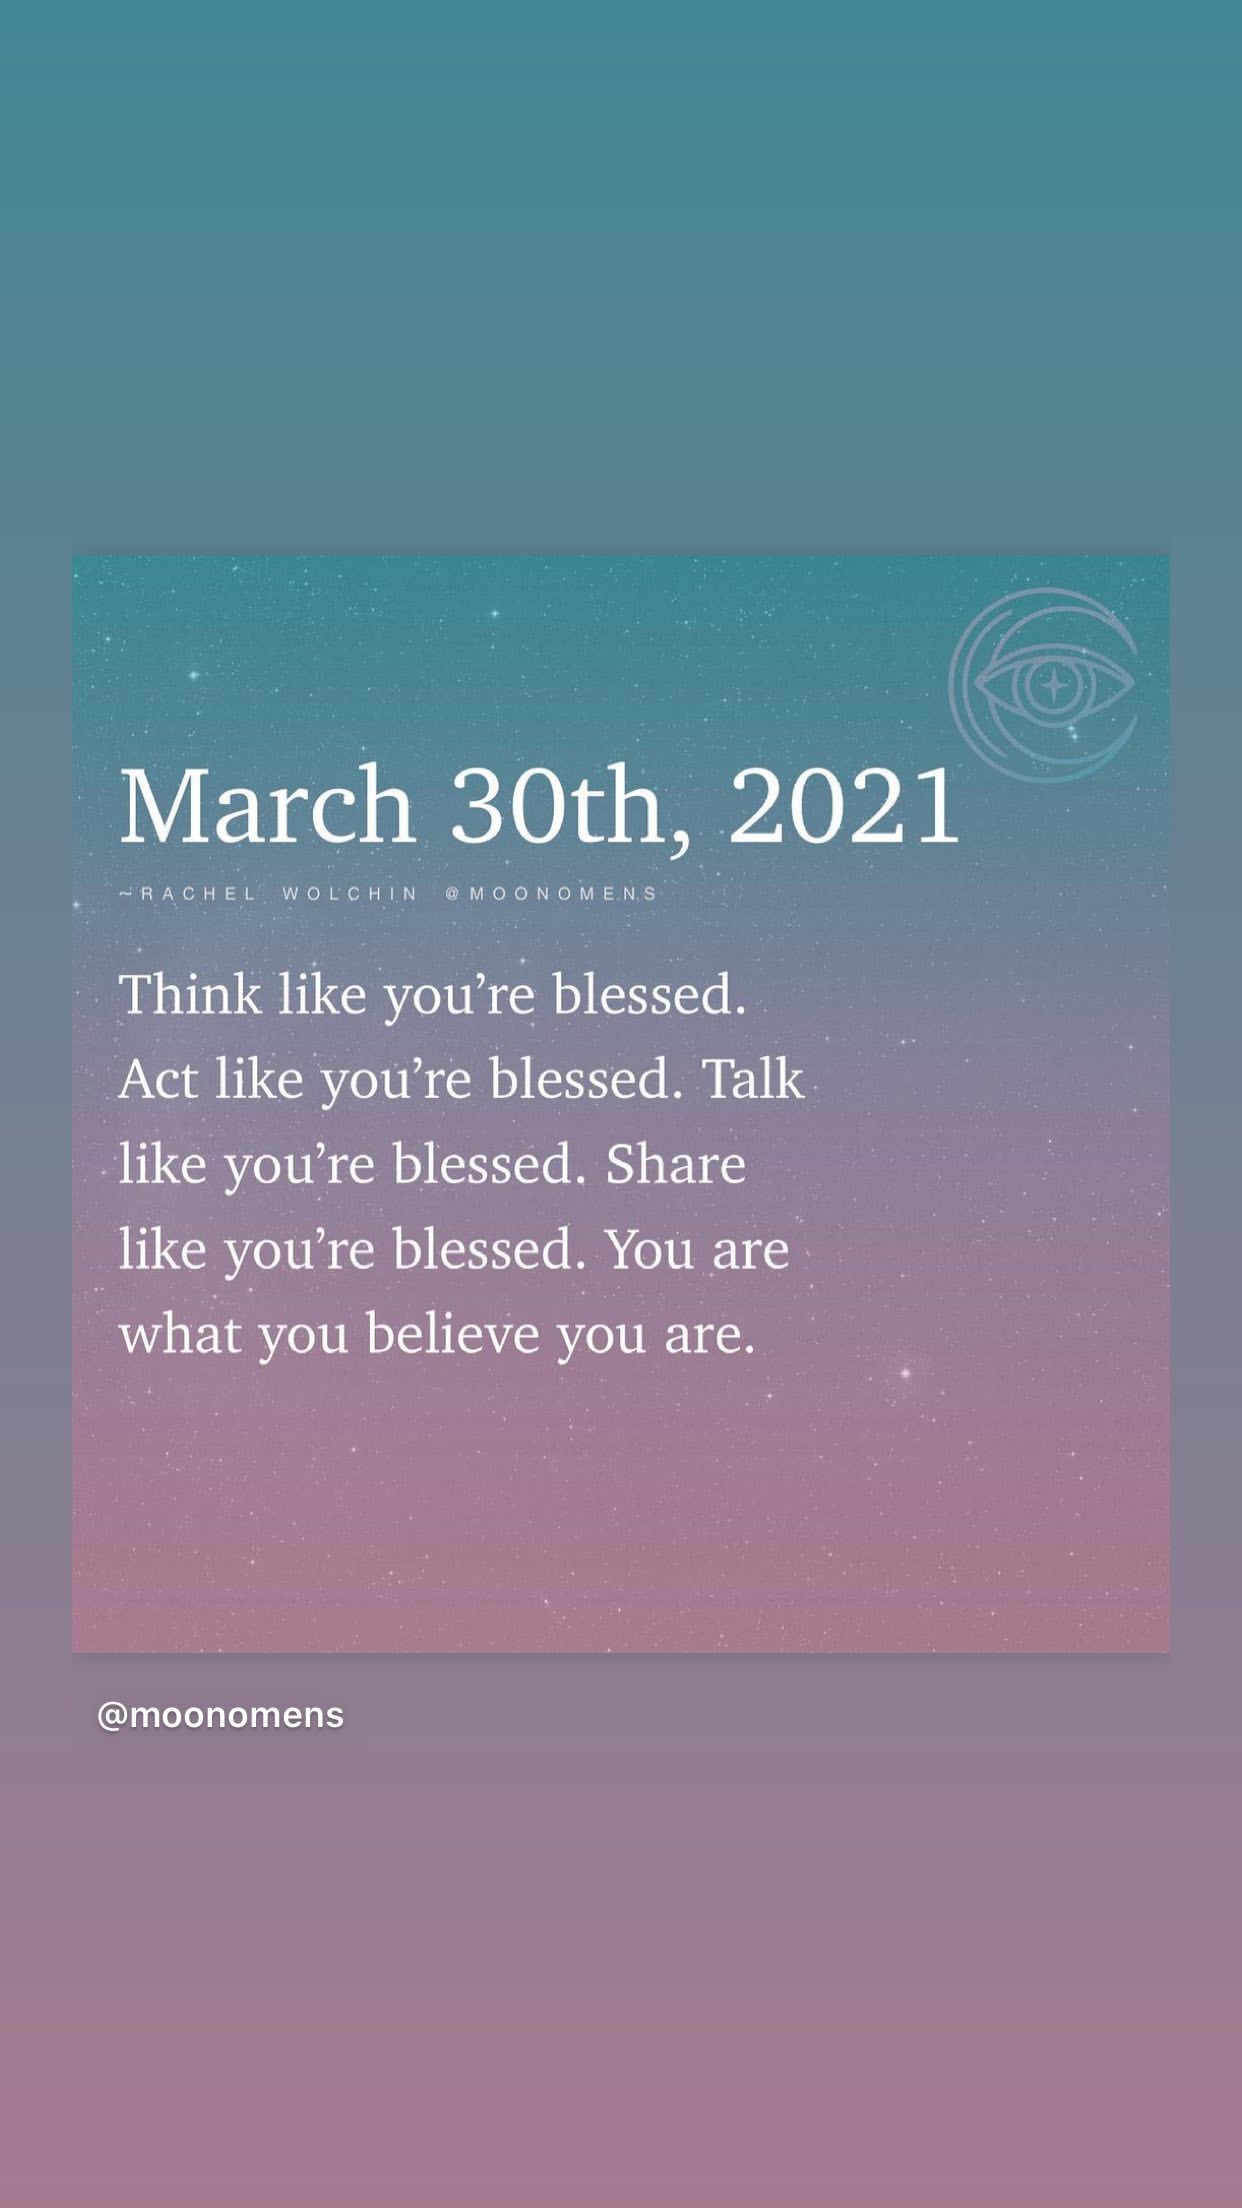 March 30th, 2021
~RACHEL WOLCHIN @MOONOMENS
Think like you’re blessed.
Act like you’re blessed. Talk
like you’re blessed. Share
like you’re blessed. You are
what you believe you are.
@moonomens